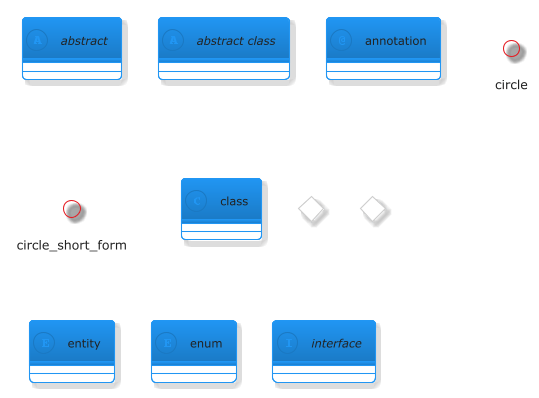 A abstract
A abstract class
@ annotation
circle
circle_short_form
C class
E entity
E enum
I interface